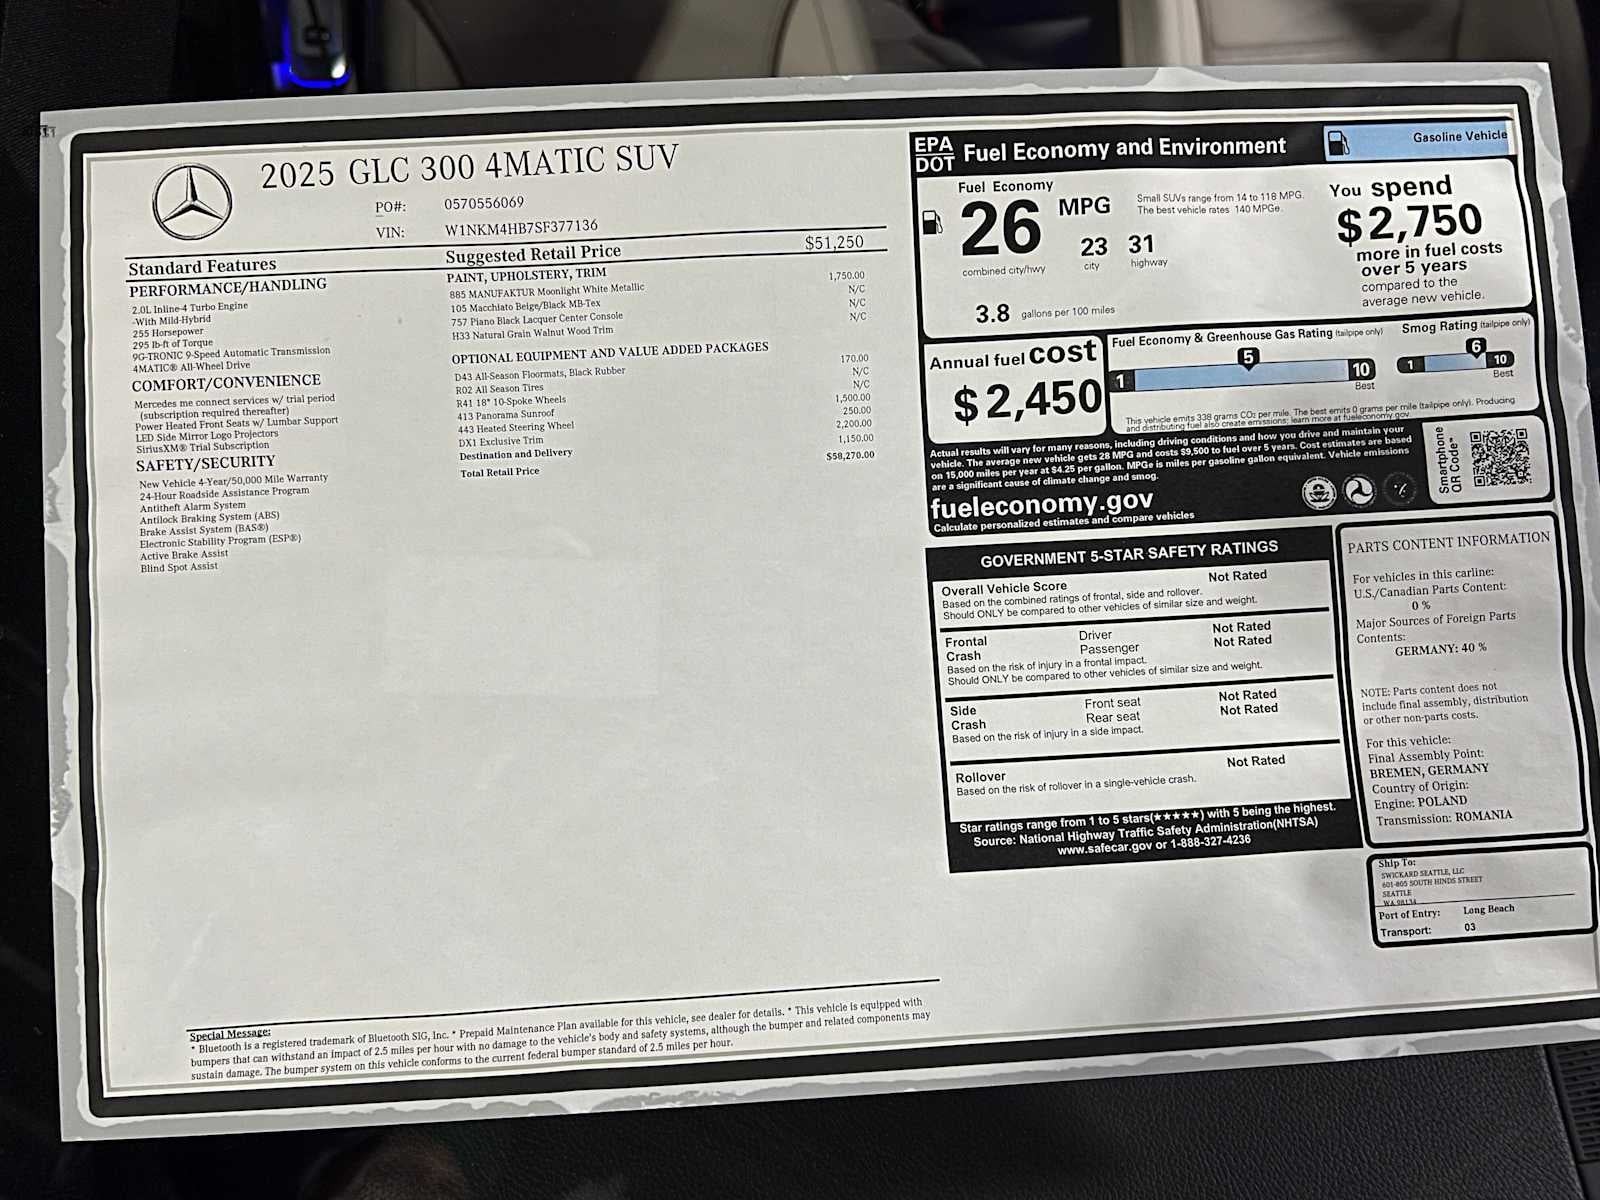 2025 GLC 300 4MATIC SUV
PO#: 0570556069
VIN: W1NKM4HB7SF377136
Standard Features
PERFORMANCE/HANDLING
2.0L Inline-4 Turbo Engine
-With Mild-Hybrid
255 Horsepower
295 lb-ft of Torque
9G-TRONIC 9-Speed Automatic Transmission
4MATIC® All-Wheel Drive
COMFORT/CONVENIENCE
Mercedes me connect services w/ trial period
(subscription required thereafter)
Power Heated Front Seats w/ Lumbar Support
LED Side Mirror Logo Projectors
SiriusXM® Trial Subscription
SAFETY/SECURITY
New Vehicle 4-Year/50,000 Mile Warranty
24-Hour Roadside Assistance Program
Antitheft Alarm System
Antilock Braking System (ABS)
Brake Assist System (BAS®)
Electronic Stability Program (ESP®)
Active Brake Assist
Blind Spot Assist
Suggested Retail Price $51,250
PAINT, UPHOLSTERY, TRIM
885 MANUFAKTUR Moonlight White Metallic 1,750.00
105 Macchiato Beige/Black MB-Tex N/C
757 Piano Black Lacquer Center Console N/C
H33 Natural Grain Walnut Wood Trim N/C
OPTIONAL EQUIPMENT AND VALUE ADDED PACKAGES
D43 All-Season Floormats, Black Rubber 170.00
R02 All Season Tires N/C
R41 18" 10-Spoke Wheels N/C
413 Panorama Sunroof 1,500.00
443 Heated Steering Wheel 250.00
DX1 Exclusive Trim 2,200.00
Destination and Delivery 1,150.00
Total Retail Price $58,270.00
EPA
DOT
Fuel Economy and Environment
Gasoline Vehicle
Fuel Economy
26 MPG
combined city/hwy
23 city
31 highway
Small SUVs range from 14 to 118 MPG.
The best vehicle rates 140 MPGe.
3.8 gallons per 100 miles
You spend
$2,750
more in fuel costs
over 5 years
compared to the
average new vehicle.
Annual fuel cost
$2,450
Fuel Economy & Greenhouse Gas Rating (tailpipe only)
1 5 10
Best
Smog Rating (tailpipe only)
1 6 10
Best
This vehicle emits 338 grams CO₂ per mile. The best emits 0 grams per mile (tailpipe only). Producing
and distributing fuel also create emissions; learn more at fueleconomy.gov.
Actual results will vary for many reasons, including driving conditions and how you drive and maintain your
vehicle. The average new vehicle gets 28 MPG and costs $9,500 to fuel over 5 years. Cost estimates are based
on 15,000 miles per year at $4.25 per gallon. MPGe is miles per gasoline gallon equivalent. Vehicle emissions
are a significant cause of climate change and smog.
fueleconomy.gov
Calculate personalized estimates and compare vehicles
Smartphone
QR Code™
GOVERNMENT 5-STAR SAFETY RATINGS
Overall Vehicle Score Not Rated
Based on the combined ratings of frontal, side and rollover.
Should ONLY be compared to other vehicles of similar size and weight.
Frontal Driver Not Rated
Crash Passenger Not Rated
Based on the risk of injury in a frontal impact.
Should ONLY be compared to other vehicles of similar size and weight.
Side Front seat Not Rated
Crash Rear seat Not Rated
Based on the risk of injury in a side impact.
Rollover Not Rated
Based on the risk of rollover in a single-vehicle crash.
Star ratings range from 1 to 5 stars(★★★★★) with 5 being the highest.
Source: National Highway Traffic Safety Administration(NHTSA)
www.safecar.gov or 1-888-327-4236
PARTS CONTENT INFORMATION
For vehicles in this carline:
U.S./Canadian Parts Content:
0 %
Major Sources of Foreign Parts
Contents:
GERMANY: 40 %
NOTE: Parts content does not
include final assembly, distribution
or other non-parts costs.
For this vehicle:
Final Assembly Point:
BREMEN, GERMANY
Country of Origin:
Engine: POLAND
Transmission: ROMANIA
Ship To:
SWICKARD SEATTLE, LLC
601-805 SOUTH HINDS STREET
SEATTLE
WA 98134
Port of Entry: Long Beach
Transport: 03
Special Message:
* Bluetooth is a registered trademark of Bluetooth SIG, Inc. * Prepaid Maintenance Plan available for this vehicle, see dealer for details. * This vehicle is equipped with
bumpers that can withstand an impact of 2.5 miles per hour with no damage to the vehicle's body and safety systems, although the bumper and related components may
sustain damage. The bumper system on this vehicle conforms to the current federal bumper standard of 2.5 miles per hour.